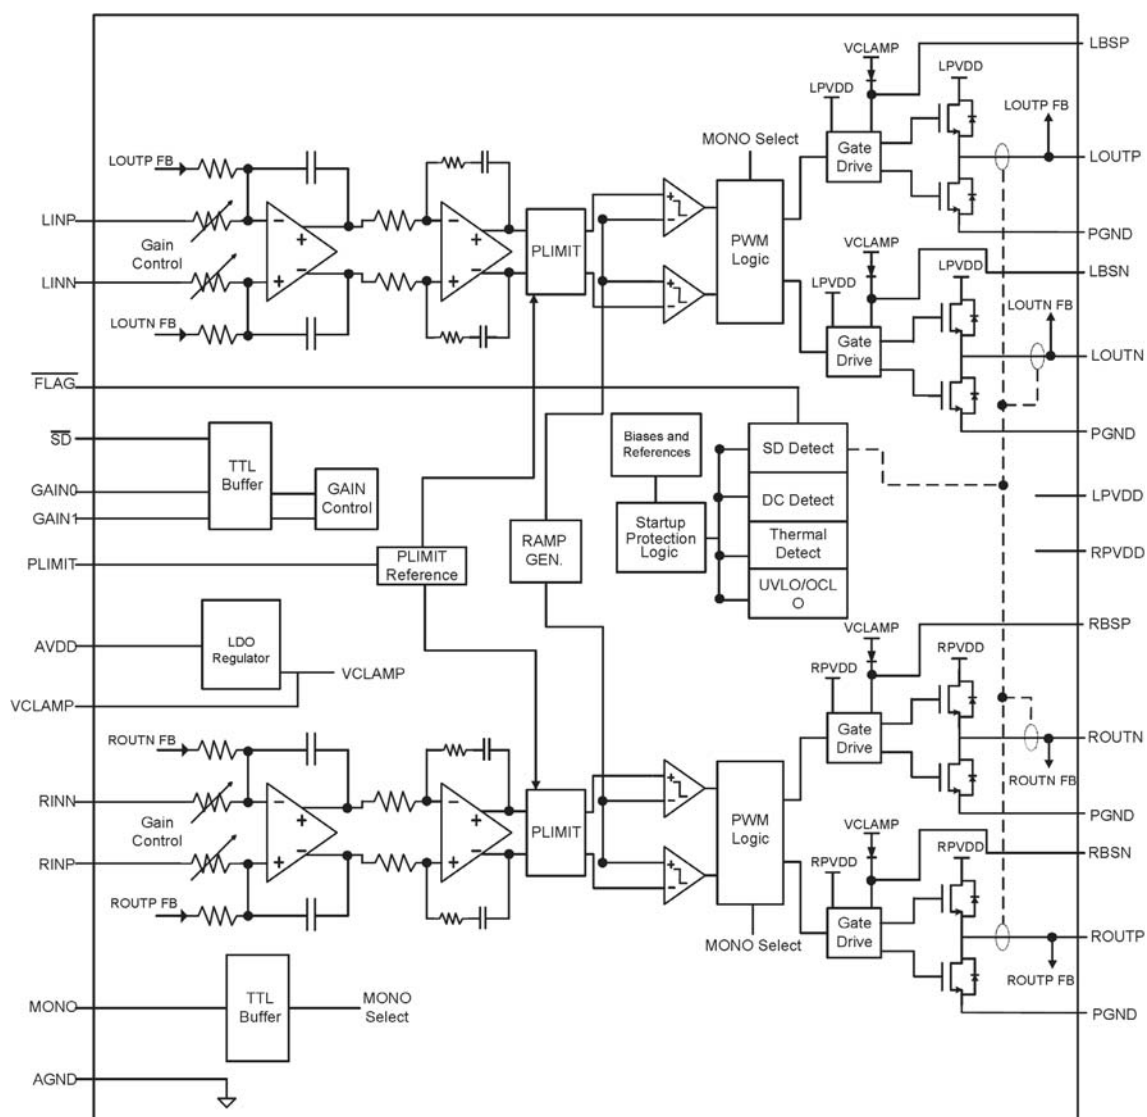 VCLAMP
LBSP
LPVDD
LPVDD
LOUTP FB
MONO Select
Gate
Drive
LOUTP FB
LOUTP
LINP
Gain
Control
PLIMIT
PWM
Logic
PGND
VCLAMP
LINN
LPVDD
LPVDD
LBSN
LOUTN FB
LOUTN FB
Gate
Drive
LOUTN
FLAG
SD
TTL
Buffer
Biases and
References
SD Detect
PGND
GAIN0
GAIN1
GAIN
Control
DC Detect
LPVDD
Startup
Protection
Logic
RAMP
GEN.
Thermal
Detect
PLIMIT
PLIMIT
Reference
RPVDD
UVLO/OCL
O
AVDD
LDO
Regulator
VCLAMP
VCLAMP
VCLAMP
RBSP
RPVDD
RPVDD
ROUTN FB
Gate
Drive
ROUTN
ROUTN FB
RINN
Gain
Control
PLIMIT
PWM
Logic
PGND
VCLAMP
RINP
RPVDD
RPVDD
RBSN
ROUTP FB
Gate
Drive
ROUTP
MONO Select
ROUTP FB
MONO
TTL
Buffer
MONO
Select
PGND
AGND